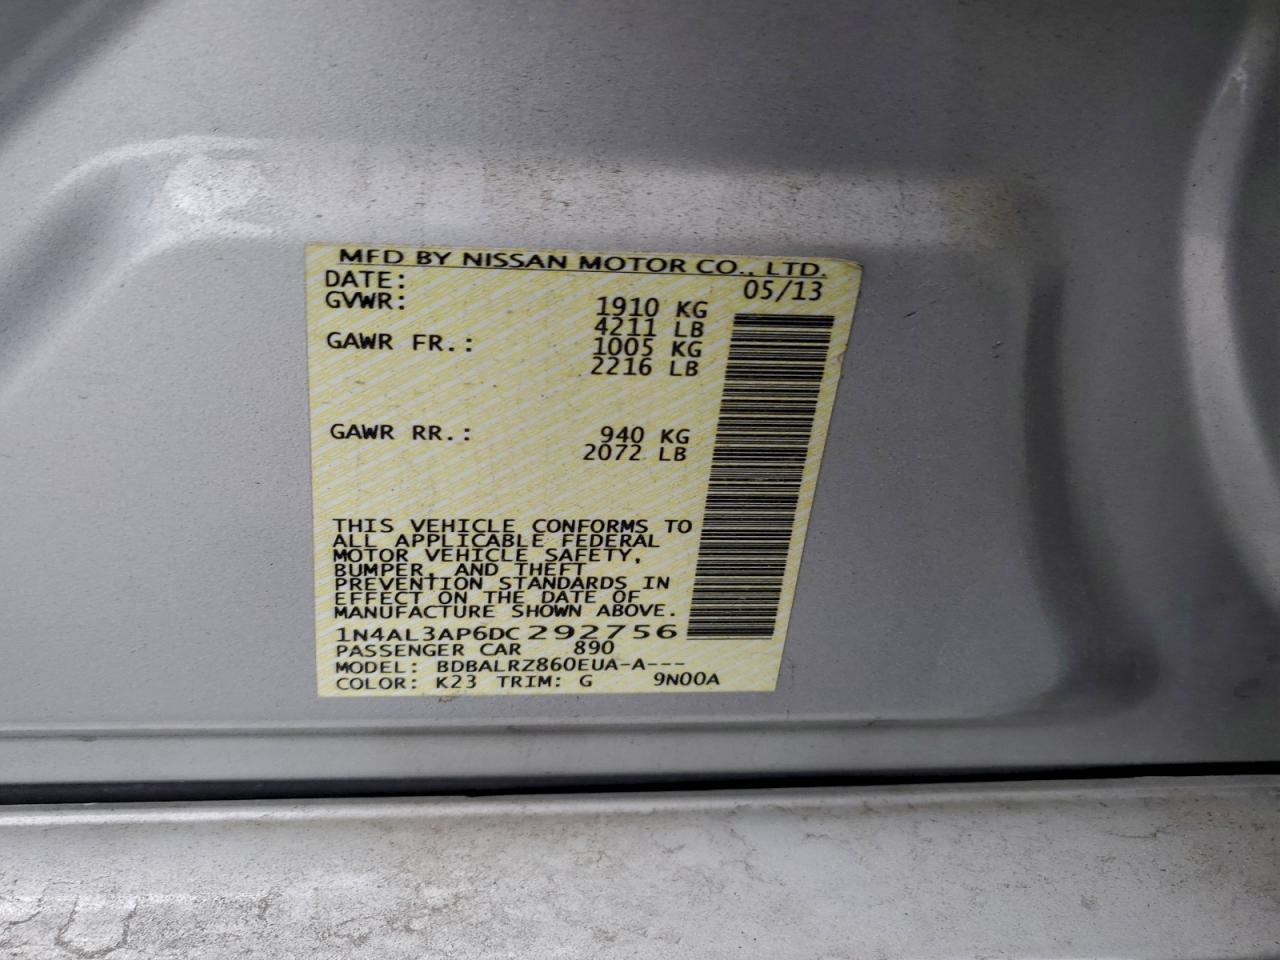 MFD BY NISSAN MOTOR CO., LTD.
DATE: 05/13
GVWR: 1910 KG
4211 LB
GAWR FR.: 1005 KG
2216 LB
GAWR RR.: 940 KG
2072 LB
THIS VEHICLE CONFORMS TO
ALL APPLICABLE FEDERAL
MOTOR VEHICLE SAFETY,
BUMPER, AND THEFT
PREVENTION STANDARDS IN
EFFECT ON THE DATE OF
MANUFACTURE SHOWN ABOVE.
1N4AL3AP6DC292756
PASSENGER CAR 890
MODEL: BDBALRZ860EUA-A---
COLOR: K23 TRIM: G 9N00A